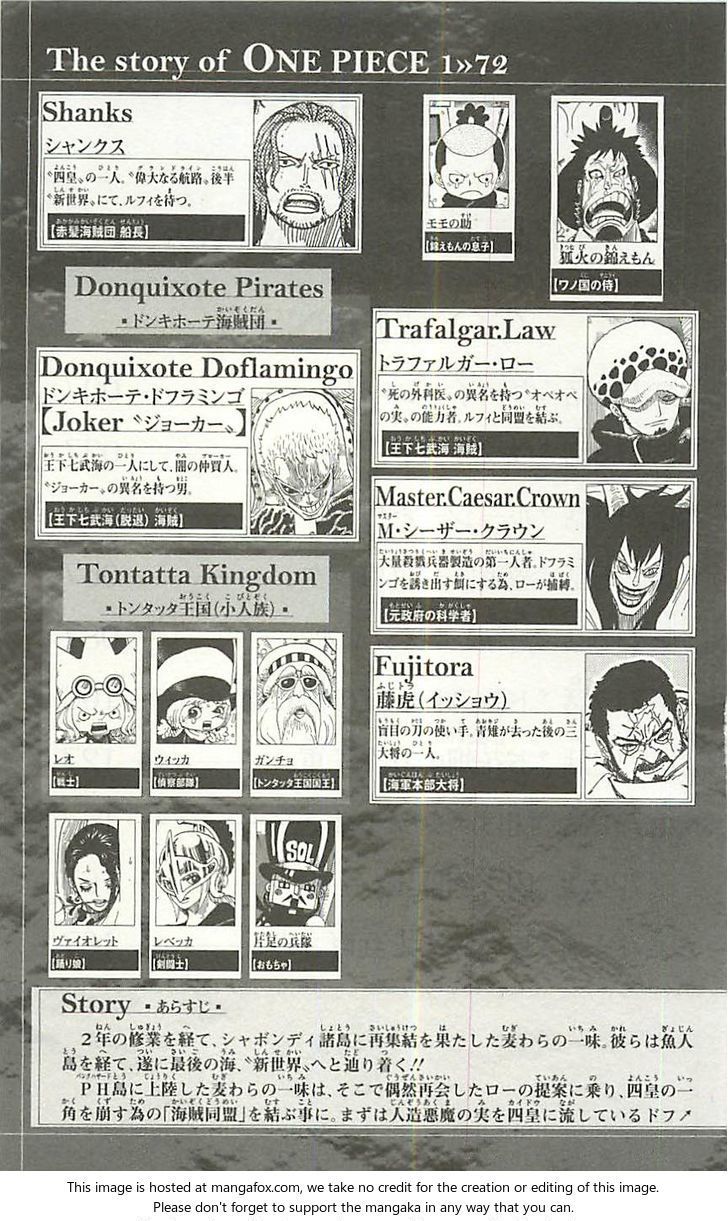 The story of ONE PIECE 1»72
Shanks
シャンクス
〝四皇〟の一人。〝偉大なる航路〟後半
〝新世界〟にて、ルフィを待つ。
【赤髪海賊団 船長】
モモの助
【錦えもんの息子】
狐火の錦えもん
【ワノ国の侍】
Donquixote Pirates
▪ドンキホーテ海賊団▪
Donquixote Doflamingo
ドンキホーテ・ドフラミンゴ
【Joker 〝ジョーカー〟】
王下七武海の一人にして、闇の仲買人。
〝ジョーカー〟の異名を持つ男。
【王下七武海(脱退) 海賊】
Trafalgar.Law
トラファルガー・ロー
〝死の外科医〟の異名を持つ〝オペオペ
の実〟の能力者。ルフィと同盟を結ぶ。
【王下七武海 海賊】
Master.Caesar.Crown
M・シーザー・クラウン
大量殺戮兵器製造の第一人者。ドフラミ
ンゴを誘き出す餌にする為、ローが捕縛。
【元政府の科学者】
Fujitora
藤虎(イッショウ)
盲目の刀の使い手。青雉が去った後の三
大将の一人。
【海軍本部大将】
Tontatta Kingdom
▪トンタッタ王国(小人族)▪
レオ
【戦士】
ウィッカ
【偵察部隊】
ガンチョ
【トンタッタ王国国王】
ヴァイオレット
【踊り娘】
レベッカ
【剣闘士】
SOL
片足の兵隊
【おもちゃ】
Story ▪あらすじ▪
2年の修業を経て、シャボンディ諸島に再集結を果たした麦わらの一味。彼らは魚人
島を経て、遂に最後の海、〝新世界〟へと辿り着く!!
PH島に上陸した麦わらの一味は、そこで偶然再会したローの提案に乗り、四皇の一
角を崩す為の「海賊同盟」を結ぶ事に。まずは人造悪魔の実を四皇に流しているドフ↗
This image is hosted at mangafox.com, we take no credit for the creation or editing of this image.
Please don't forget to support the mangaka in any way that you can.